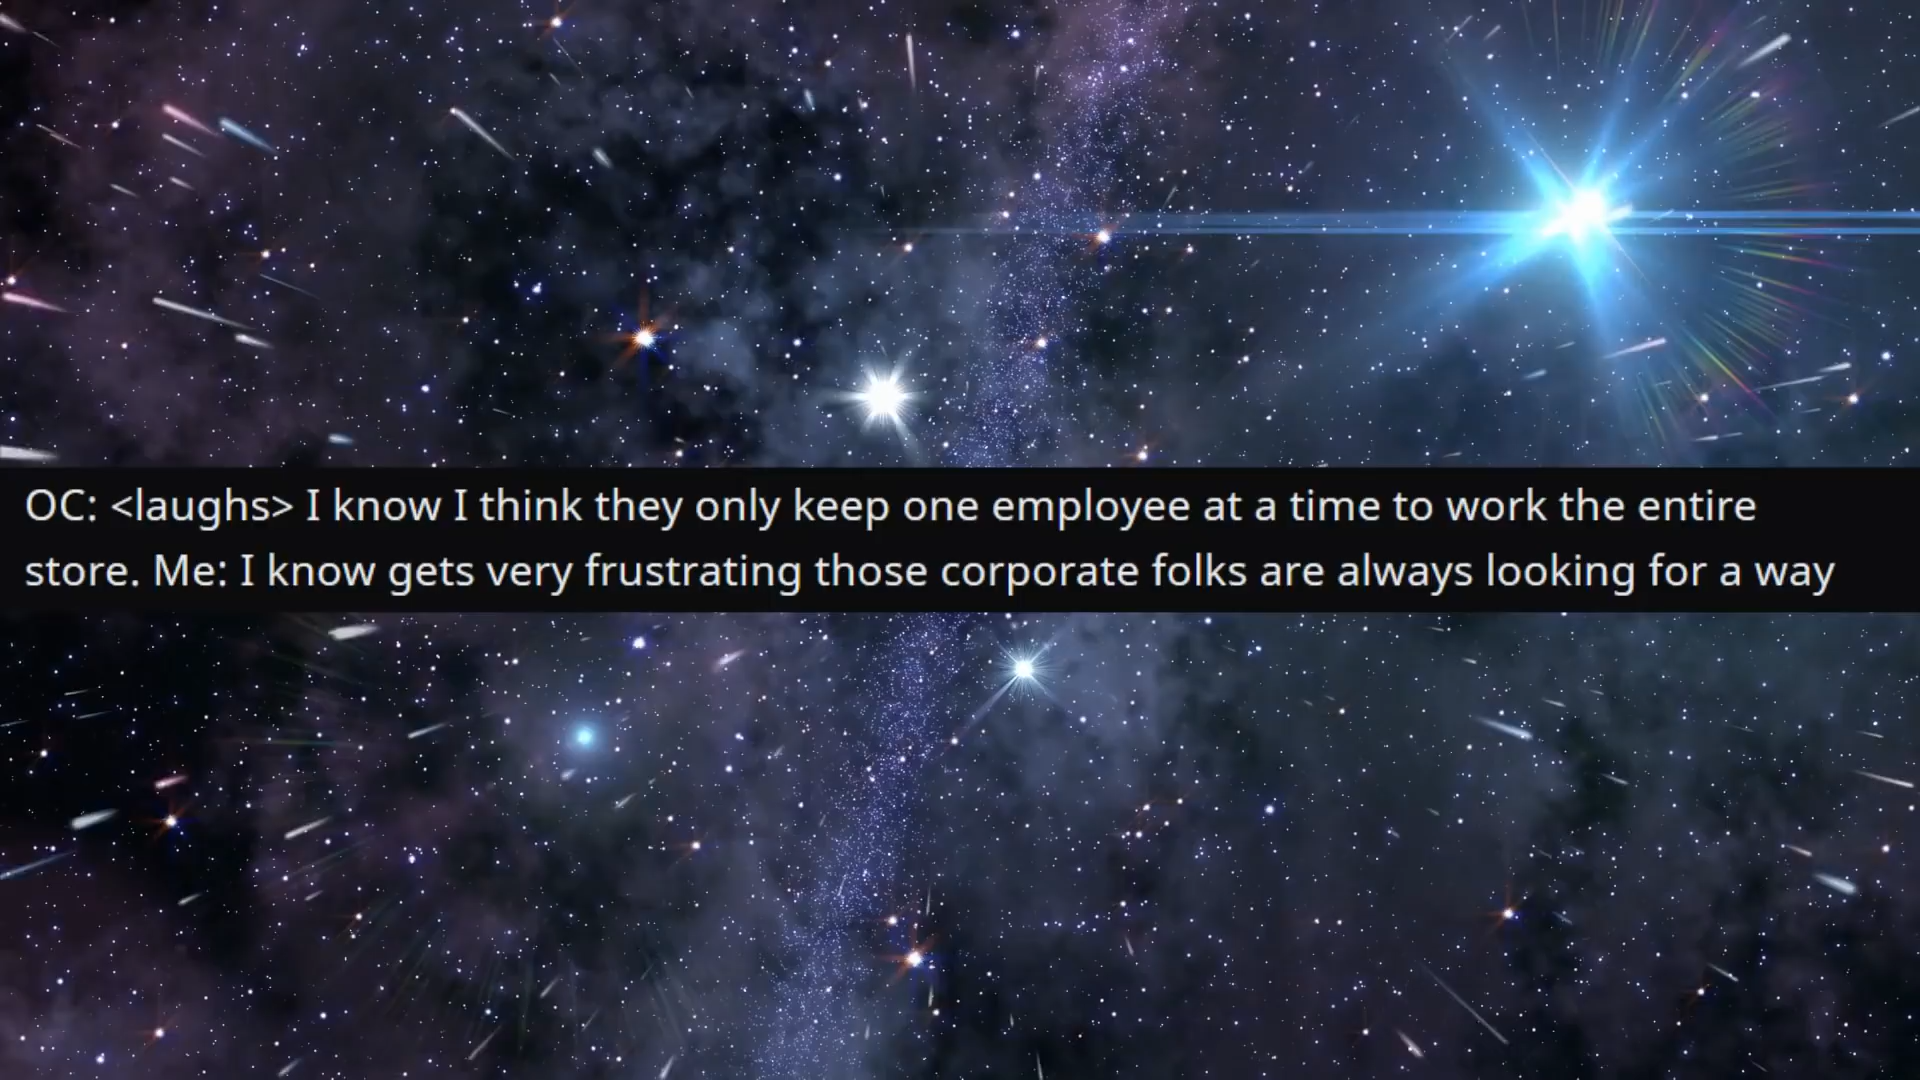 OC: <laughs> I know I think they only keep one employee at a time to work the entire
store. Me: I know gets very frustrating those corporate folks are always looking for a way